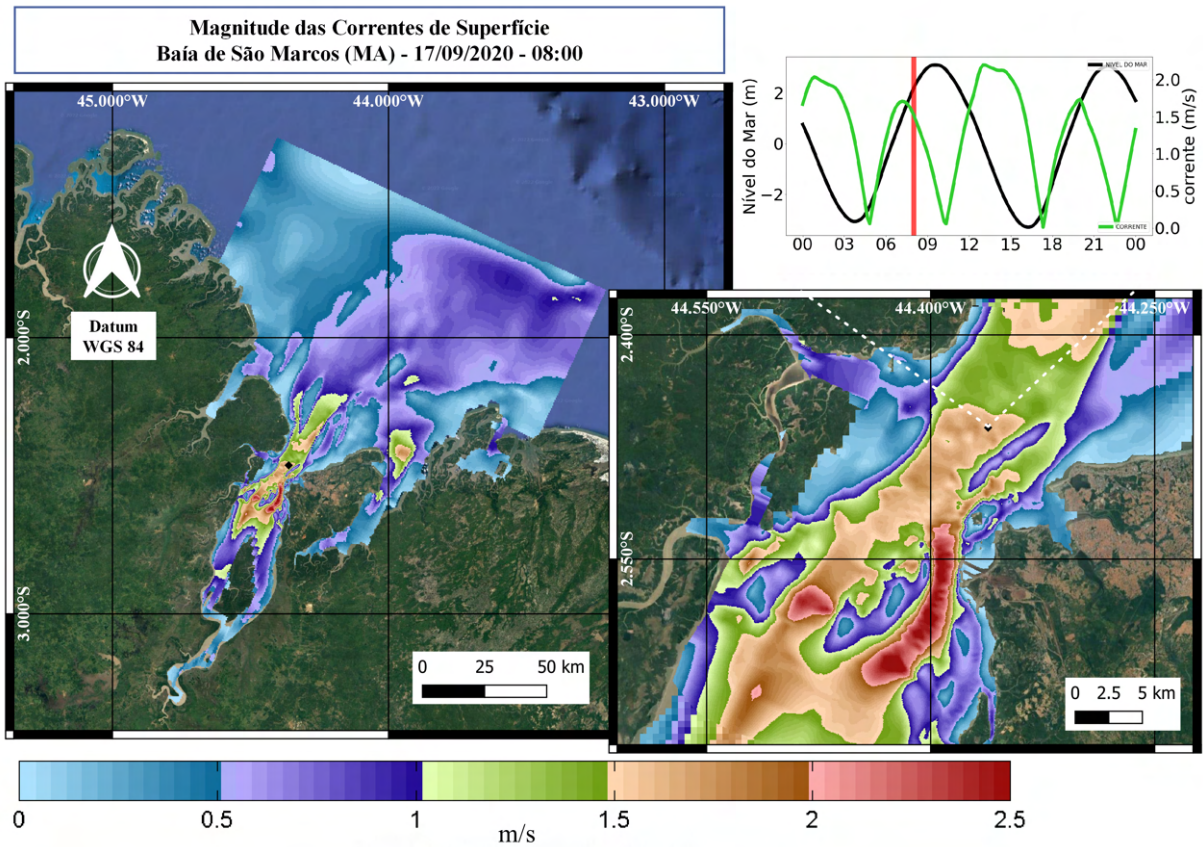 Magnitude das Correntes de Superfície
Baía de São Marcos (MA) - 17/09/2020 - 08:00
45.000°W 44.000°W 43.000°W
2.000°S
3.000°S
Datum
WGS 84
0 25 50 km
Nível do Mar (m)
2
0
−2
NÍVEL DO MAR
CORRENTE
2.0
1.5
1.0
0.5
0.0
corrente (m/s)
00 03 06 09 12 15 18 21 00
44.550°W 44.400°W 44.250°W
2.400°S
2.550°S
0 2.5 5 km
0 0.5 1 1.5 2 2.5
m/s